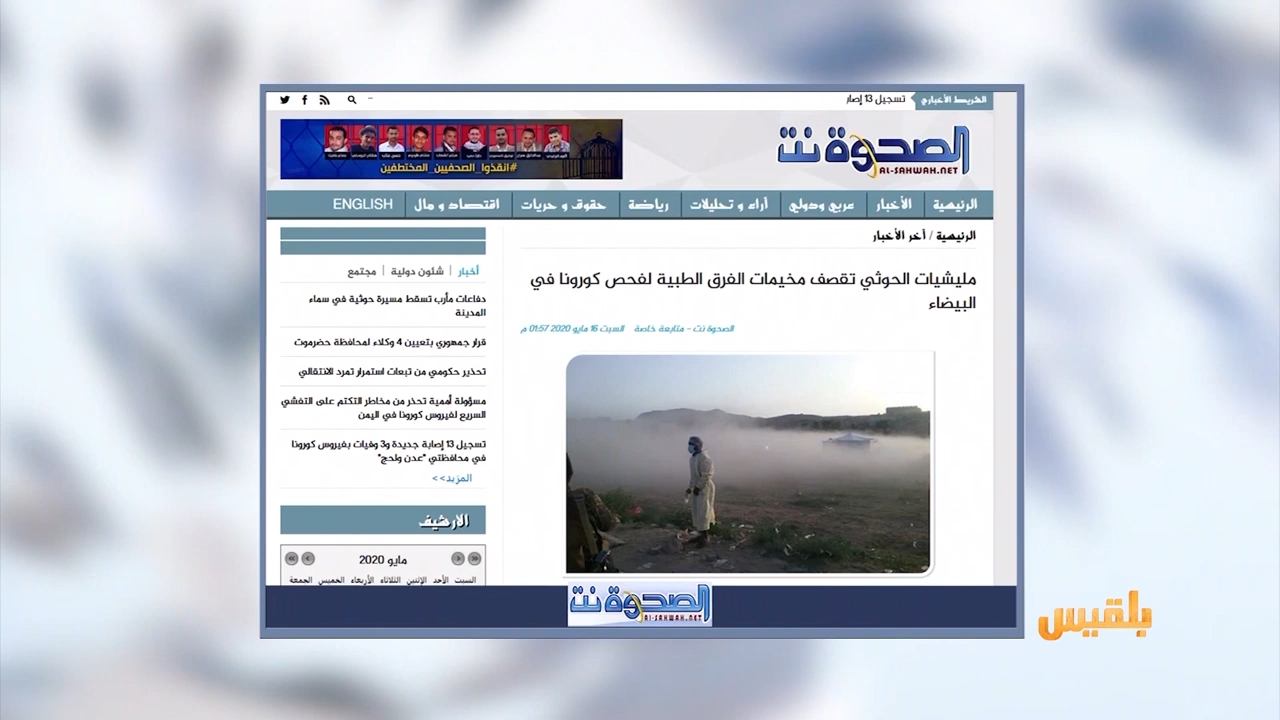 الشريط الأخباري
تسجيل 13 إصار
الصحوة نت
AL-SAHWAH.NET
#انقذوا_الصحفيين_المختطفين
الرئيسية
الأخبار
عربي ودولي
آراء و تحليلات
رياضة
حقوق و حريات
اقتصاد و مال
ENGLISH
الرئيسية / آخر الأخبار
مليشيات الحوثي تقصف مخيمات الفرق الطبية لفحص كورونا في
البيضاء
الصحوة نت - متابعة خاصة
السبت 16 مايو 2020 01:57 م
أخبار | شئون دولية | مجتمع
دفاعات مأرب تسقط مسيرة حوثية في سماء
المدينة
قرار جمهوري بتعيين 4 وكلاء لمحافظة حضرموت
تحذير حكومي من تبعات استمرار تمرد الانتقالي
مسؤولة أممية تحذر من مخاطر التكتم على التفشي
السريع لفيروس كورونا في اليمن
تسجيل 13 إصابة جديدة و3 وفيات بفيروس كورونا
في محافظتي "عدن ولحج"
المزيد>>
الارشيف
مايو 2020
السبت الأحد الإثنين الثلاثاء الأربعاء الخميس الجمعة
الصحوة نت
AL-SAHWAH.NET
بلقيس